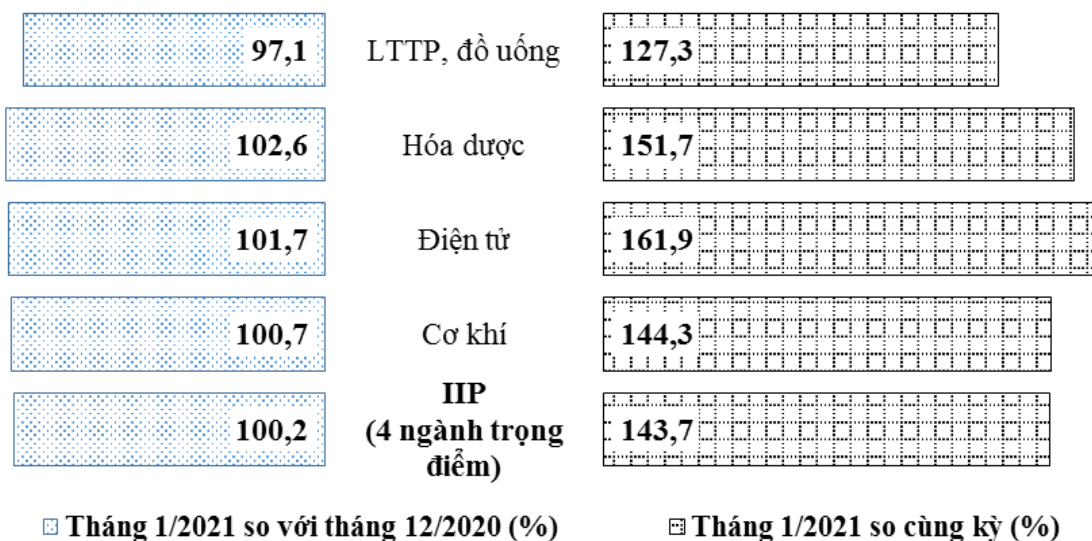 97,1 LTTP, đồ uống 127,3
102,6 Hóa dược 151,7
101,7 Điện tử 161,9
100,7 Cơ khí 144,3
IIP
100,2 (4 ngành trọng 143,7
điểm)
Tháng 1/2021 so với tháng 12/2020 (%) Tháng 1/2021 so cùng kỳ (%)